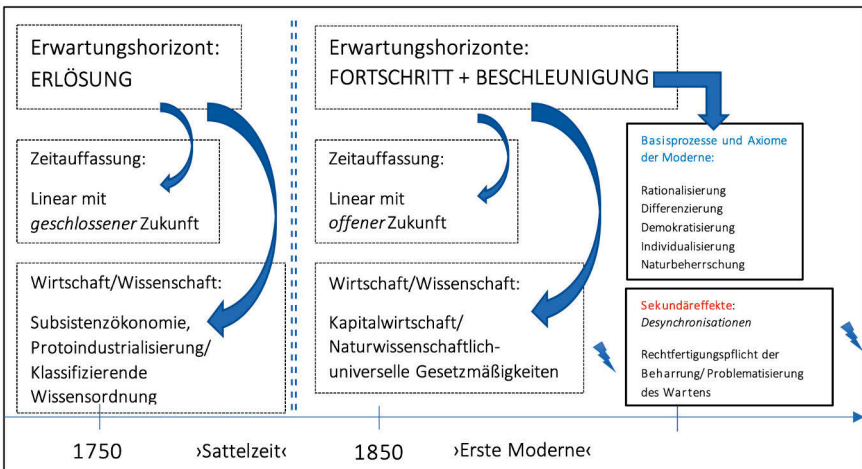 Erwartungshorizont:
ERLÖSUNG
Zeitauffassung:
Linear mit
geschlossener Zukunft
Wirtschaft/Wissenschaft:
Subsistenzökonomie,
Protoindustrialisierung/
Klassifizierende
Wissensordnung
Erwartungshorizonte:
FORTSCHRITT + BESCHLEUNIGUNG
Zeitauffassung:
Linear mit
offener Zukunft
Wirtschaft/Wissenschaft:
Kapitalwirtschaft/
Naturwissenschaftlich-
universelle Gesetzmäßigkeiten
Basisprozesse und Axiome
der Moderne:
Rationalisierung
Differenzierung
Demokratisierung
Individualisierung
Naturbeherrschung
Sekundäreffekte:
Desynchronisationen
Rechtfertigungspflicht der
Beharrung/Problematisierung
des Wartens
1750
›Sattelzeit‹
1850
›Erste Moderne‹